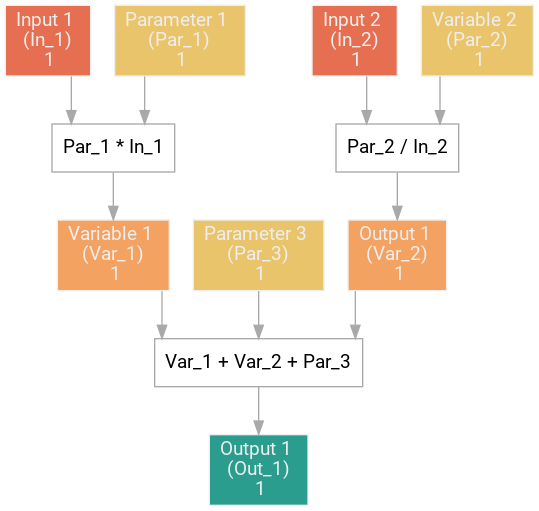 Input 1
(In_1)
1
Parameter 1
(Par_1)
1
Input 2
(In_2)
1
Variable 2
(Par_2)
1
Par_1 * In_1
Par_2 / In_2
Variable 1
(Var_1)
1
Parameter 3
(Par_3)
1
Output 1
(Var_2)
1
Var_1 + Var_2 + Par_3
Output 1
(Out_1)
1